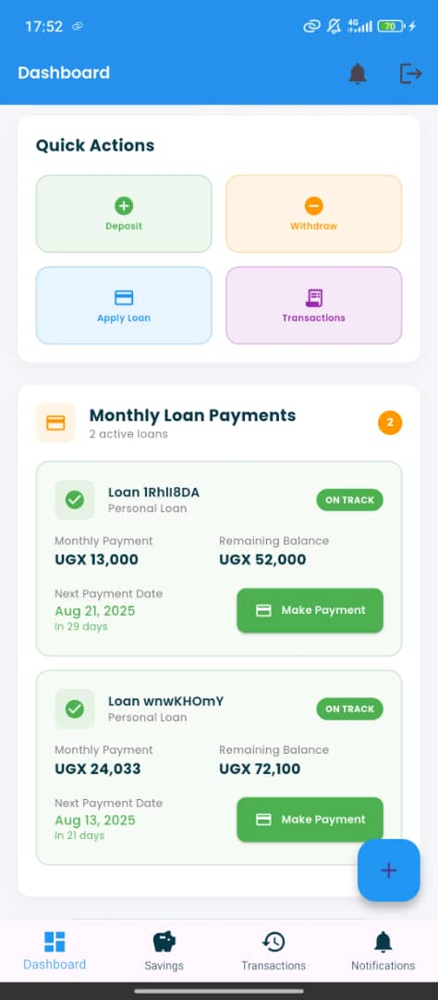 17:52
4G
70
Dashboard
Quick Actions
Deposit
Withdraw
Apply Loan
Transactions
Monthly Loan Payments
2 active loans
2
Loan 1RhlI8DA
Personal Loan
ON TRACK
Monthly Payment
Remaining Balance
UGX 13,000
UGX 52,000
Next Payment Date
Aug 21, 2025
In 29 days
Make Payment
Loan wnwKHOmY
Personal Loan
ON TRACK
Monthly Payment
Remaining Balance
UGX 24,033
UGX 72,100
Next Payment Date
Aug 13, 2025
In 21 days
Make Payment
Dashboard
Savings
Transactions
Notifications